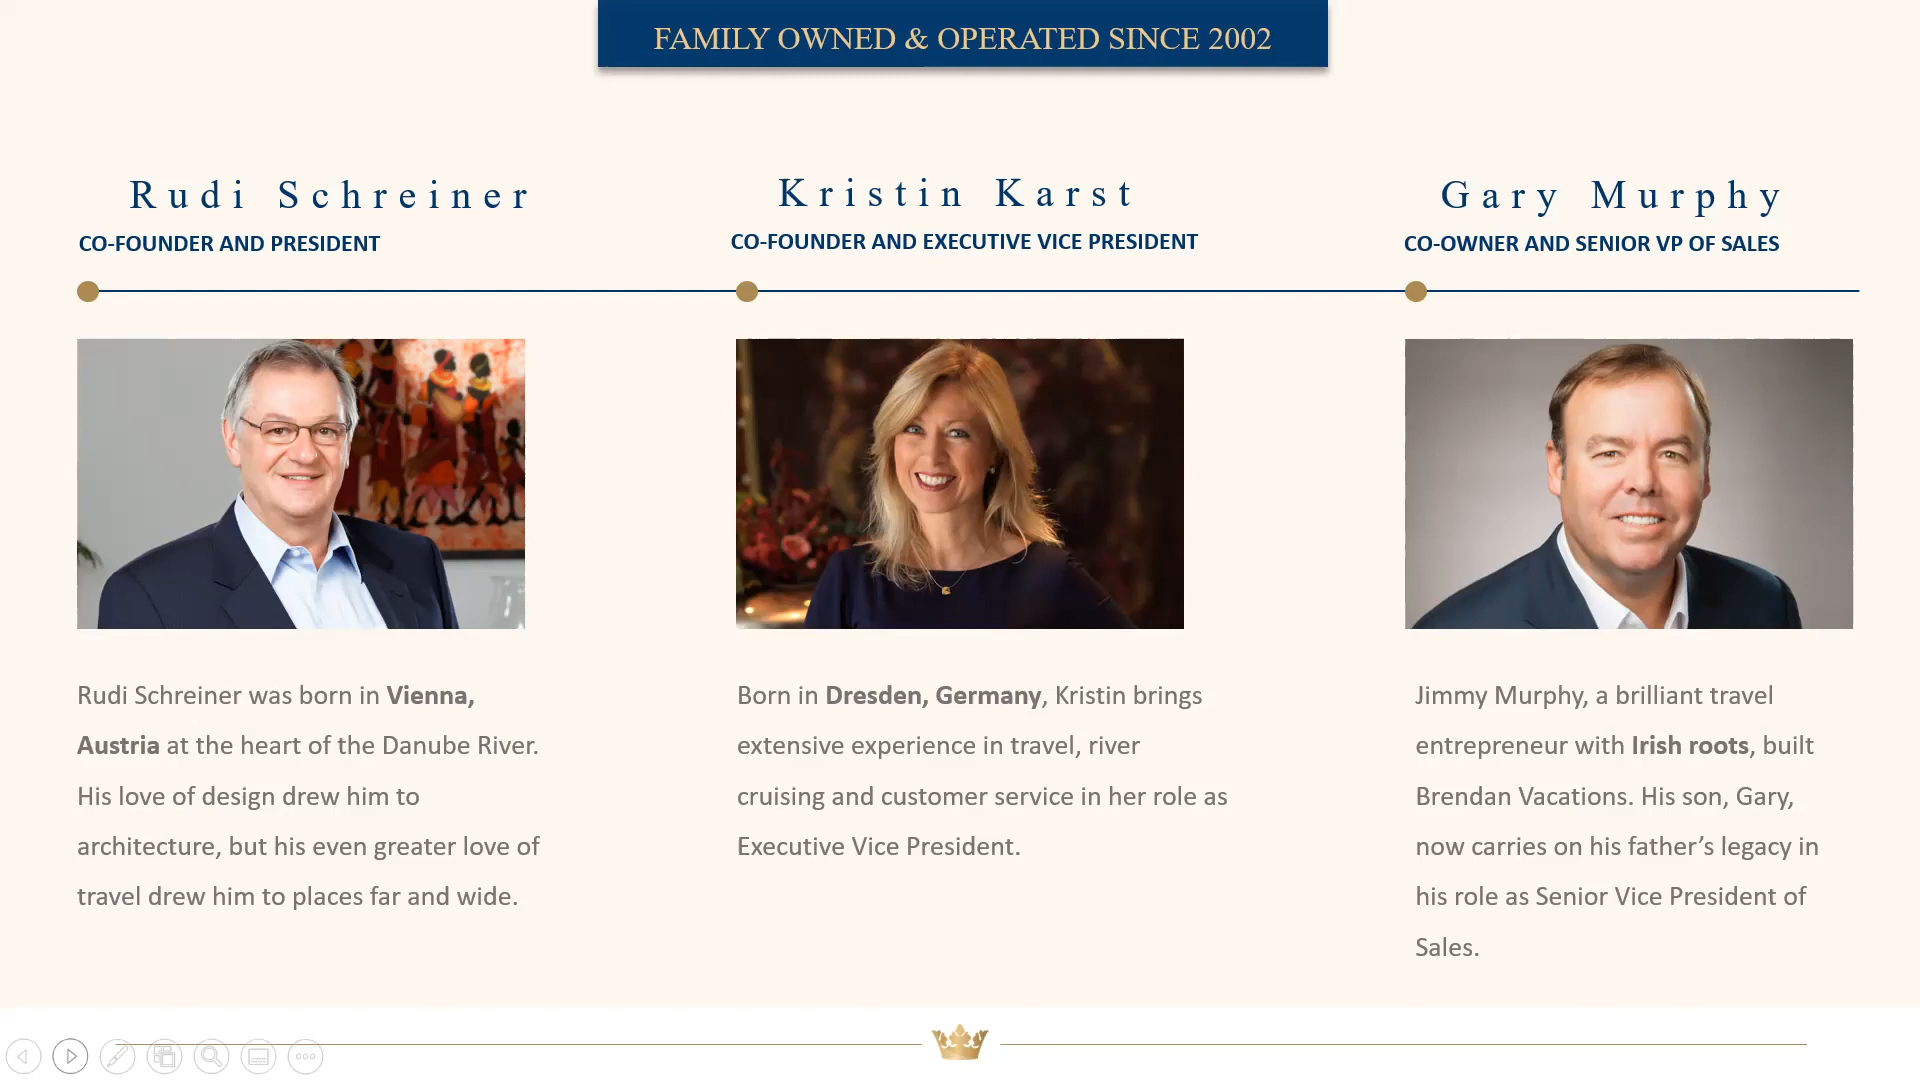 FAMILY OWNED & OPERATED SINCE 2002
Rudi Schreiner
CO-FOUNDER AND PRESIDENT
Rudi Schreiner was born in Vienna,
Austria at the heart of the Danube River.
His love of design drew him to
architecture, but his even greater love of
travel drew him to places far and wide.
Kristin Karst
CO-FOUNDER AND EXECUTIVE VICE PRESIDENT
Born in Dresden, Germany, Kristin brings
extensive experience in travel, river
cruising and customer service in her role as
Executive Vice President.
Gary Murphy
CO-OWNER AND SENIOR VP OF SALES
Jimmy Murphy, a brilliant travel
entrepreneur with Irish roots, built
Brendan Vacations. His son, Gary,
now carries on his father’s legacy in
his role as Senior Vice President of
Sales.